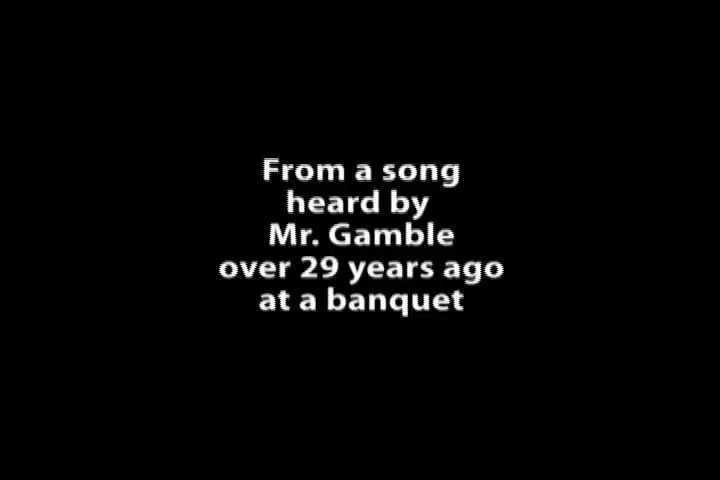 From a song
heard by
Mr. Gamble
over 29 years ago
at a banquet